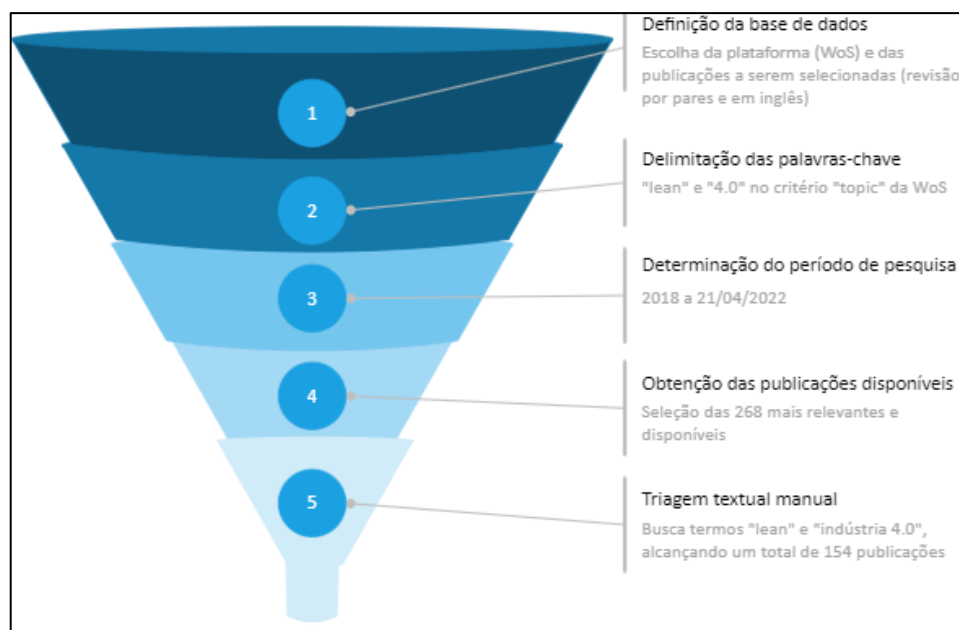 Definição da base de dados
Escolha da plataforma (WoS) e das
publicações a serem selecionadas (revisão
por pares e em inglês)
1
Delimitação das palavras-chave
"lean" e "4.0" no critério "topic" da WoS
2
Determinação do período de pesquisa
2018 a 21/04/2022
3
Obtenção das publicações disponíveis
Seleção das 268 mais relevantes e
disponíveis
4
Triagem textual manual
Busca termos "lean" e "indústria 4.0",
alcançando um total de 154 publicações
5